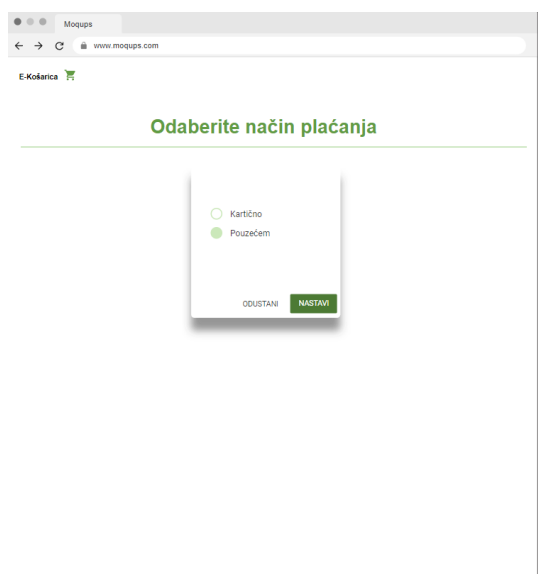 Moqups
www.moqups.com
E-Košarica
Odaberite način plaćanja
Kartično
Pouzećem
ODUSTANI NASTAVI